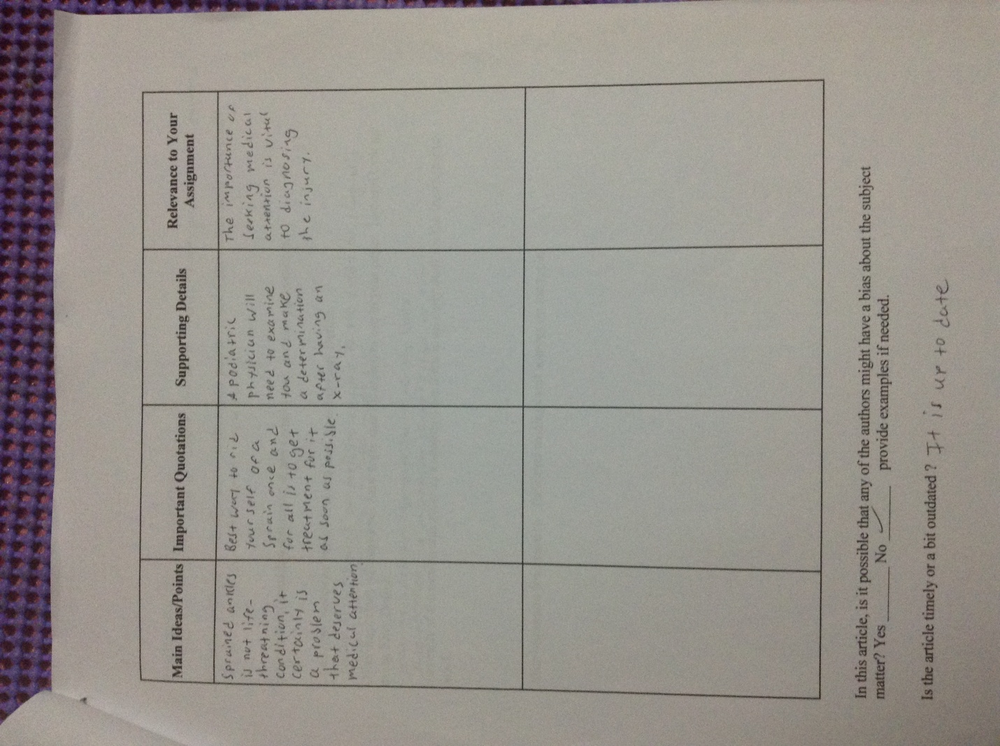 Main Ideas/Points
Important Quotations
Supporting Details
Relevance to Your
Assignment
Sprained ankles
is not life-
threatning
condition, it
certainly is
a problem
that deserves
medical attention.
Best way to rid
yourself of a
sprain once and
for all is to get
treatment for it
as soon as possible.
A podiatric
physician will
need to examine
you and make
a determination
after having an
x-ray.
The importance of
serking medical
attention is vital
to diagnosing
the injury.
In this article, is it possible that any of the authors might have a bias about the subject
matter? Yes ______ No ___✓___ provide examples if needed.
Is the article timely or a bit outdated? It is up to date